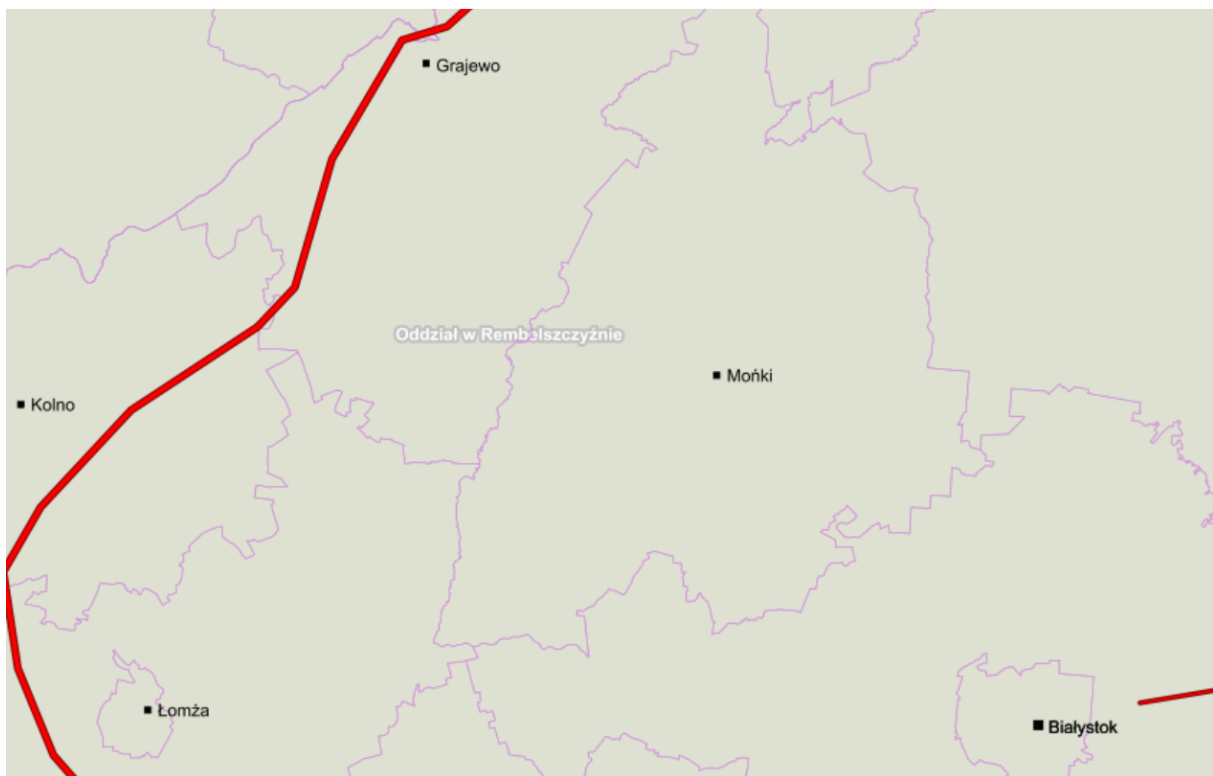 Grajewo
Oddział w Rembelszczyźnie
Mońki
Kolno
Łomża
Białystok